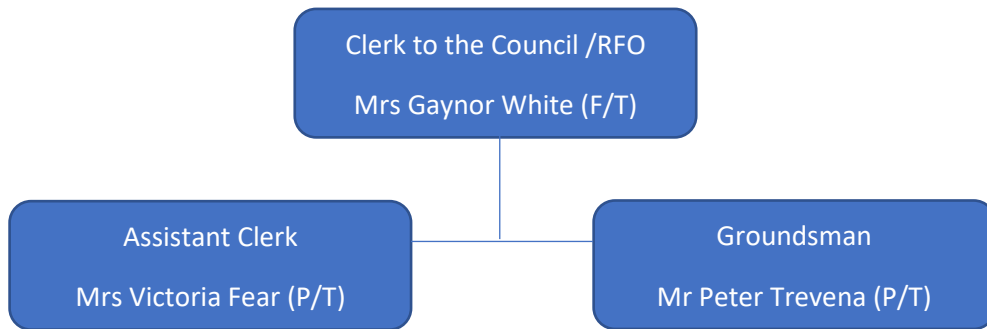 Clerk to the Council /RFO
Mrs Gaynor White (F/T)
Assistant Clerk
Mrs Victoria Fear (P/T)
Groundsman
Mr Peter Trevena (P/T)